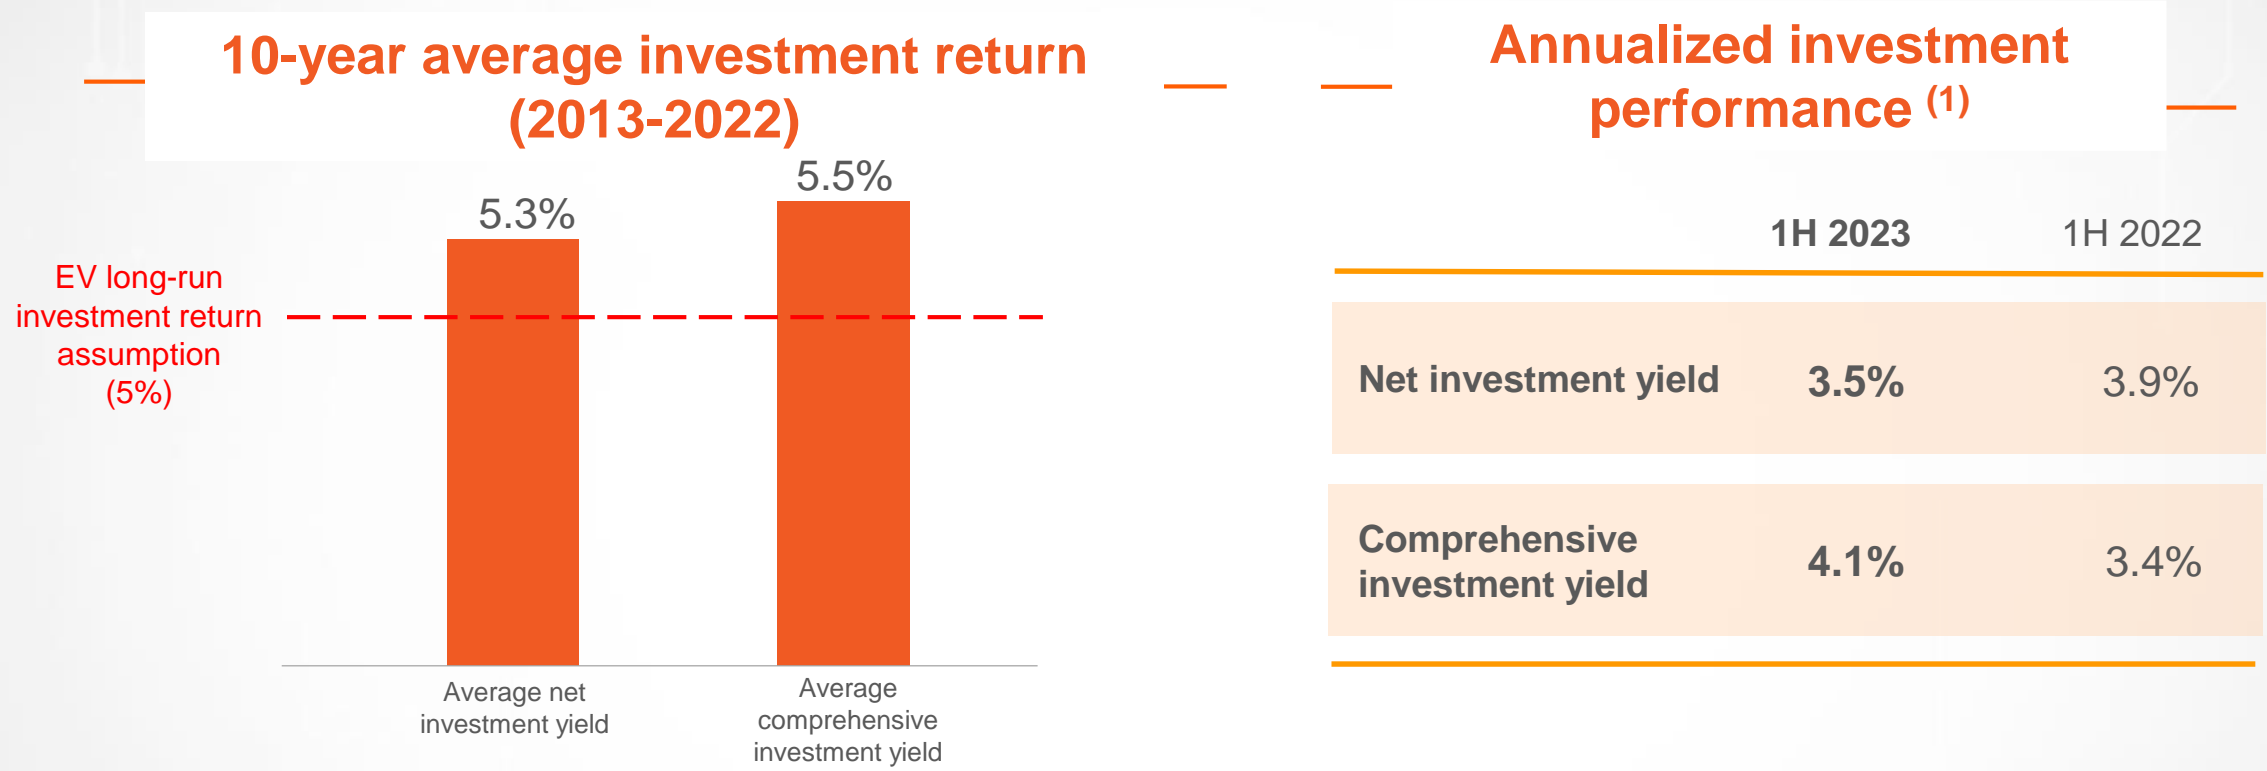 10-year average investment return
(2013-2022)
5.3%
5.5%
EV long-run
investment return
assumption
(5%)
Average net
investment yield
Average
comprehensive
investment yield
Annualized investment
performance (1)
1H 2023 1H 2022
Net investment yield 3.5% 3.9%
Comprehensive
investment yield 4.1% 3.4%